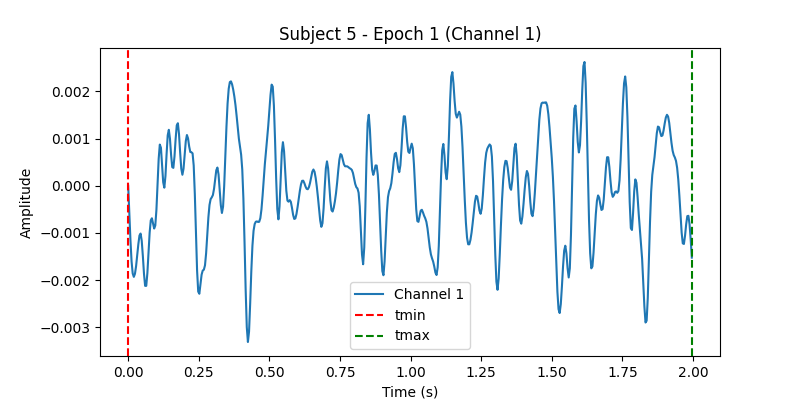 Subject 5 - Epoch 1 (Channel 1)
Amplitude
0.002
0.001
0.000
−0.001
−0.002
−0.003
Channel 1
tmin
tmax
0.00 0.25 0.50 0.75 1.00 1.25 1.50 1.75 2.00
Time (s)